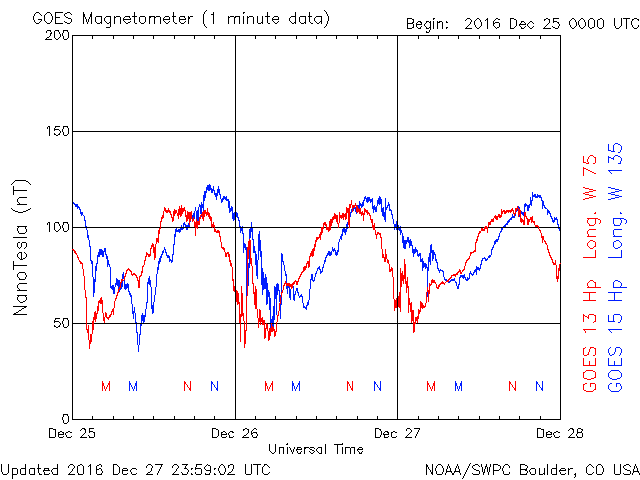 GOES Magnetometer (1 minute data)
Begin: 2016 Dec 25 0000 UTC
200
150
100
50
0
NanoTesla (nT)
M M N N M M N N M M N N
Dec 25 Dec 26 Dec 27 Dec 28
Universal Time
GOES 13 Hp Long. W 75
GOES 15 Hp Long. W 135
Updated 2016 Dec 27 23:59:02 UTC
NOAA/SWPC Boulder, CO USA